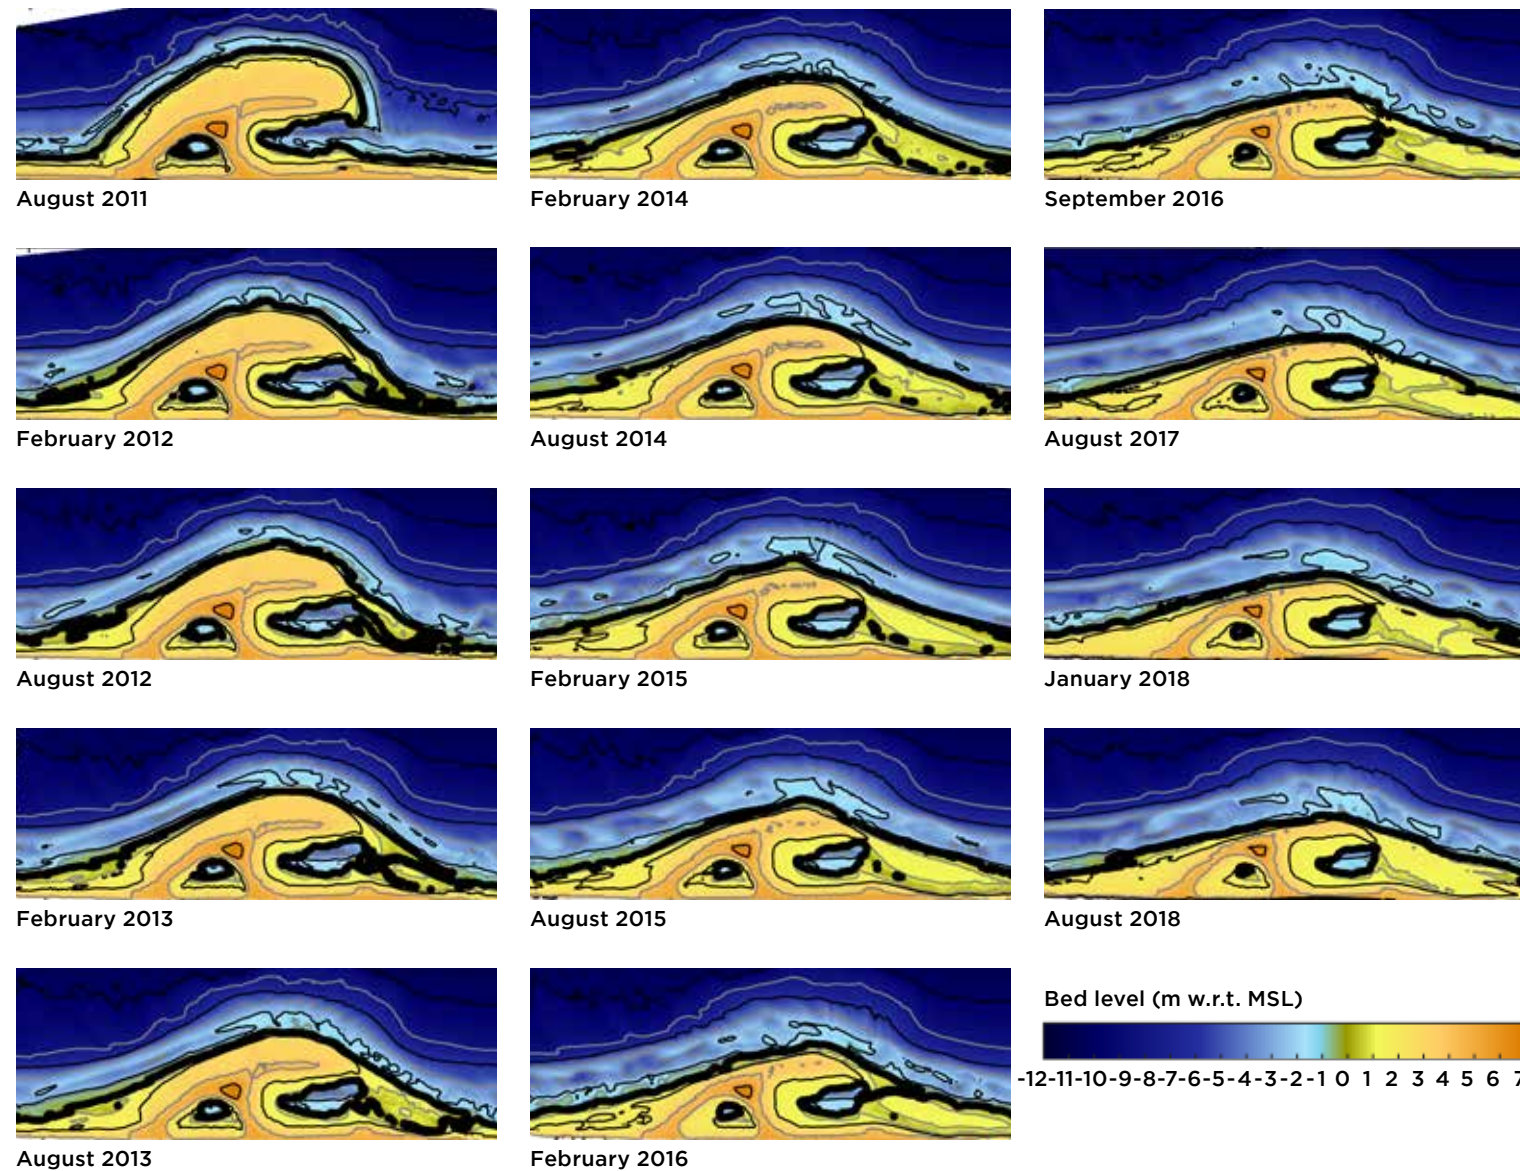 August 2011
February 2014
September 2016
February 2012
August 2014
August 2017
August 2012
February 2015
January 2018
February 2013
August 2015
August 2018
Bed level (m w.r.t. MSL)
-12-11-10-9-8-7-6-5-4-3-2-1 0 1 2 3 4 5 6 7
August 2013
February 2016